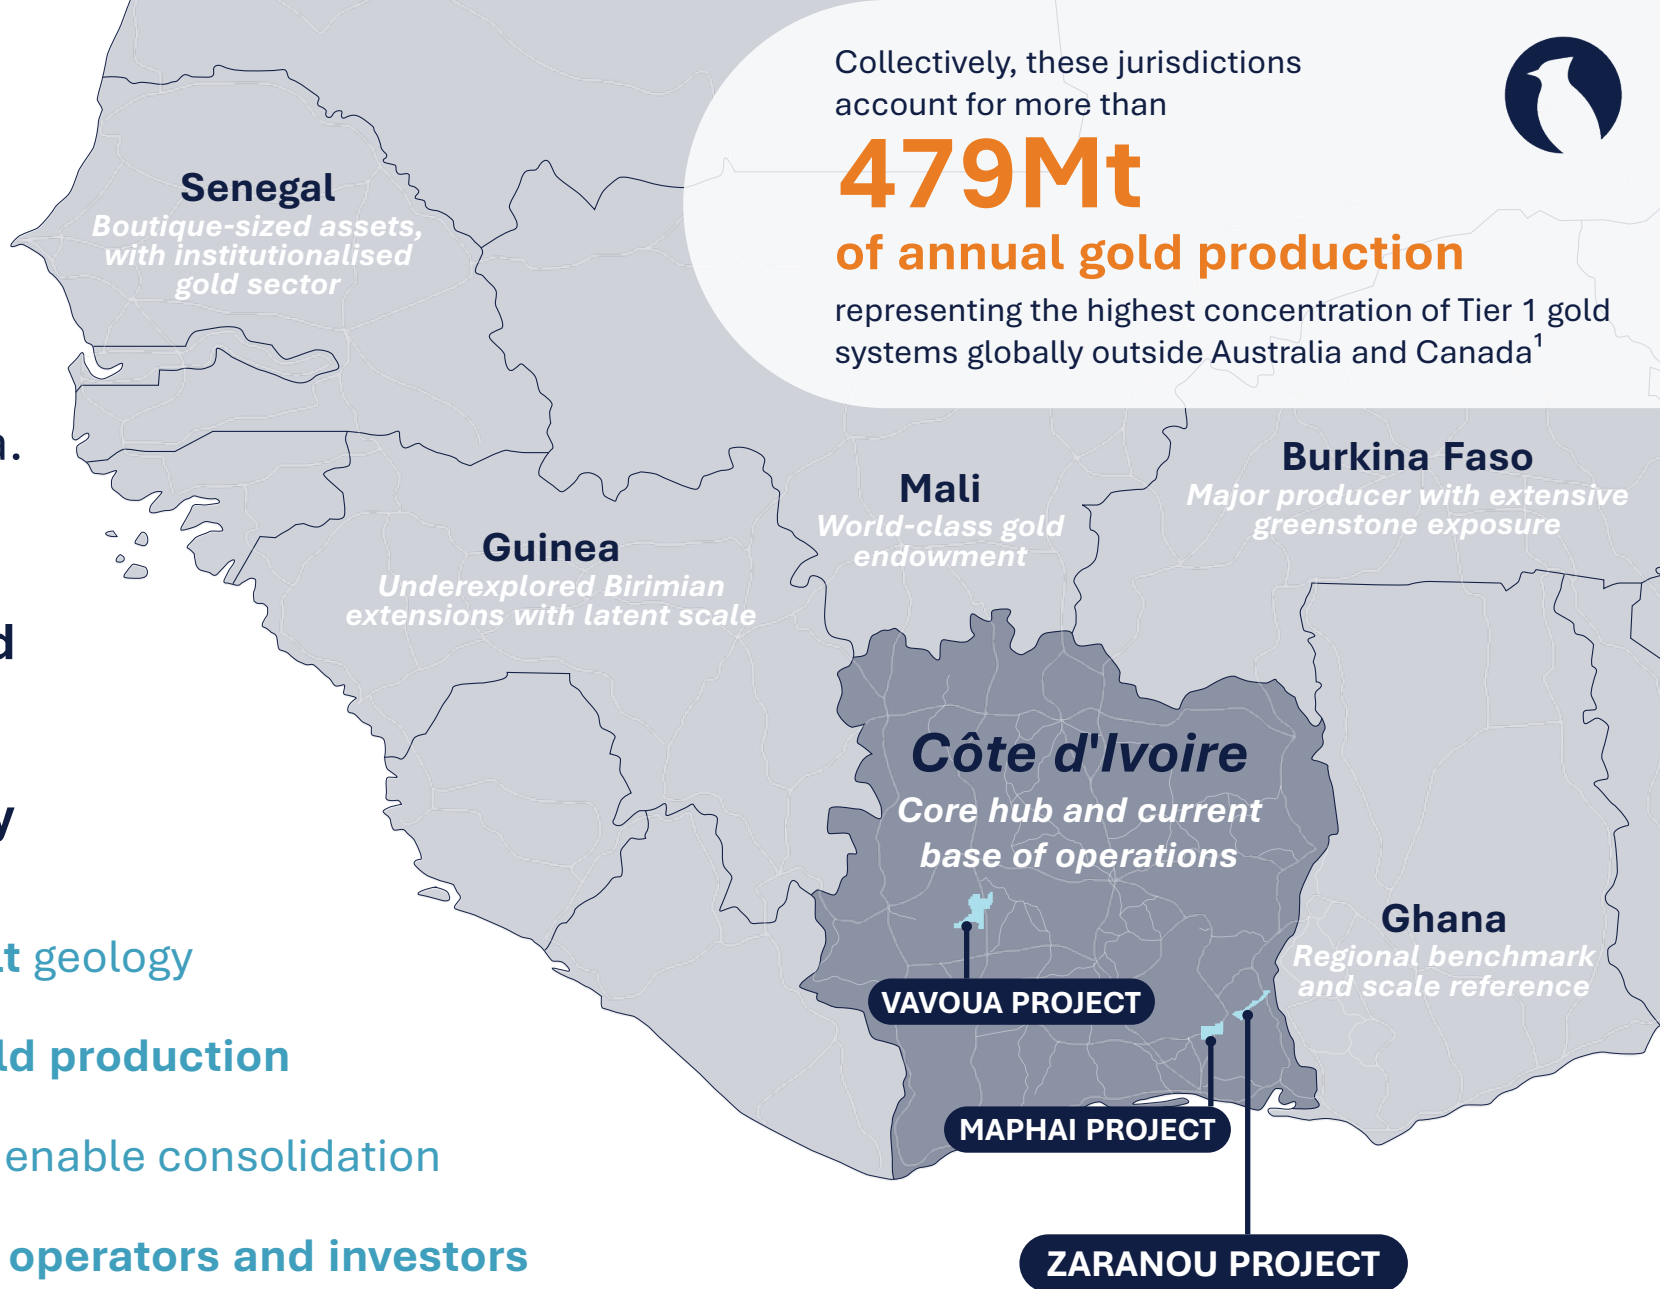 Collectively, these jurisdictions
account for more than
479Mt
of annual gold production
representing the highest concentration of Tier 1 gold
systems globally outside Australia and Canada¹
Senegal
Boutique-sized assets,
with institutionalised
gold sector
Guinea
Underexplored Birimian
extensions with latent scale
Mali
World-class gold
endowment
Burkina Faso
Major producer with extensive
greenstone exposure
Côte d'Ivoire
Core hub and current
base of operations
Ghana
Regional benchmark
and scale reference
VAVOUA PROJECT
MAPHAI PROJECT
ZARANOU PROJECT
geology
production
enable consolidation
operators and investors